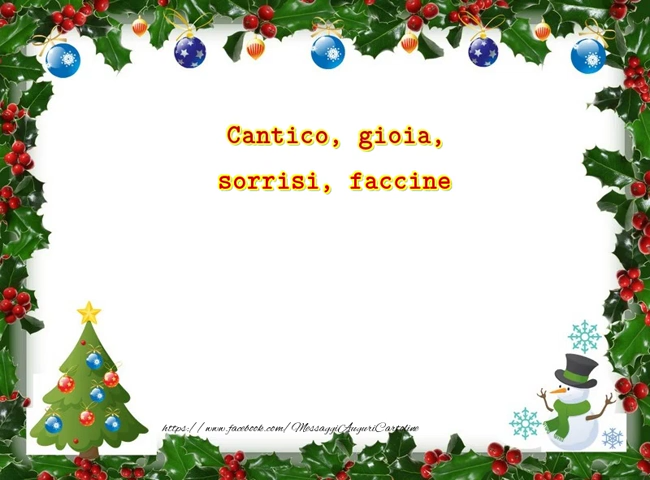 Cantico, gioia,
sorrisi, faccine
https://www.facebook.com/MessaggiAuguriCartoline